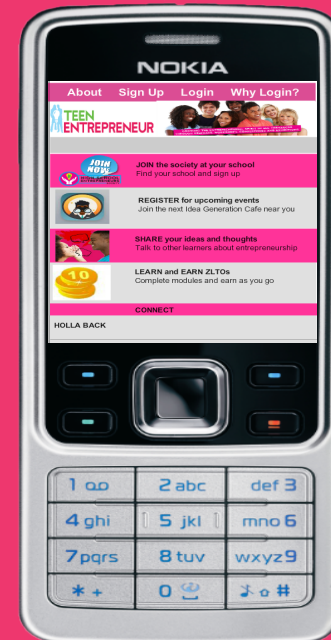 NOKIA
About Sign Up Login Why Login?
TEEN
ENTREPRENEUR
JOIN NOW
JOIN the society at your school
Find your school and sign up
REGISTER for upcoming events
Join the next Idea Generation Cafe near you
SHARE your ideas and thoughts
Talk to other learners about entrepreneurship
10
LEARN and EARN ZLTOs
Complete modules and earn as you go
CONNECT
HOLLA BACK
1 2 abc def 3
4 ghi 5 jkl mno 6
7 pqrs 8 tuv wxyz 9
* + 0 #